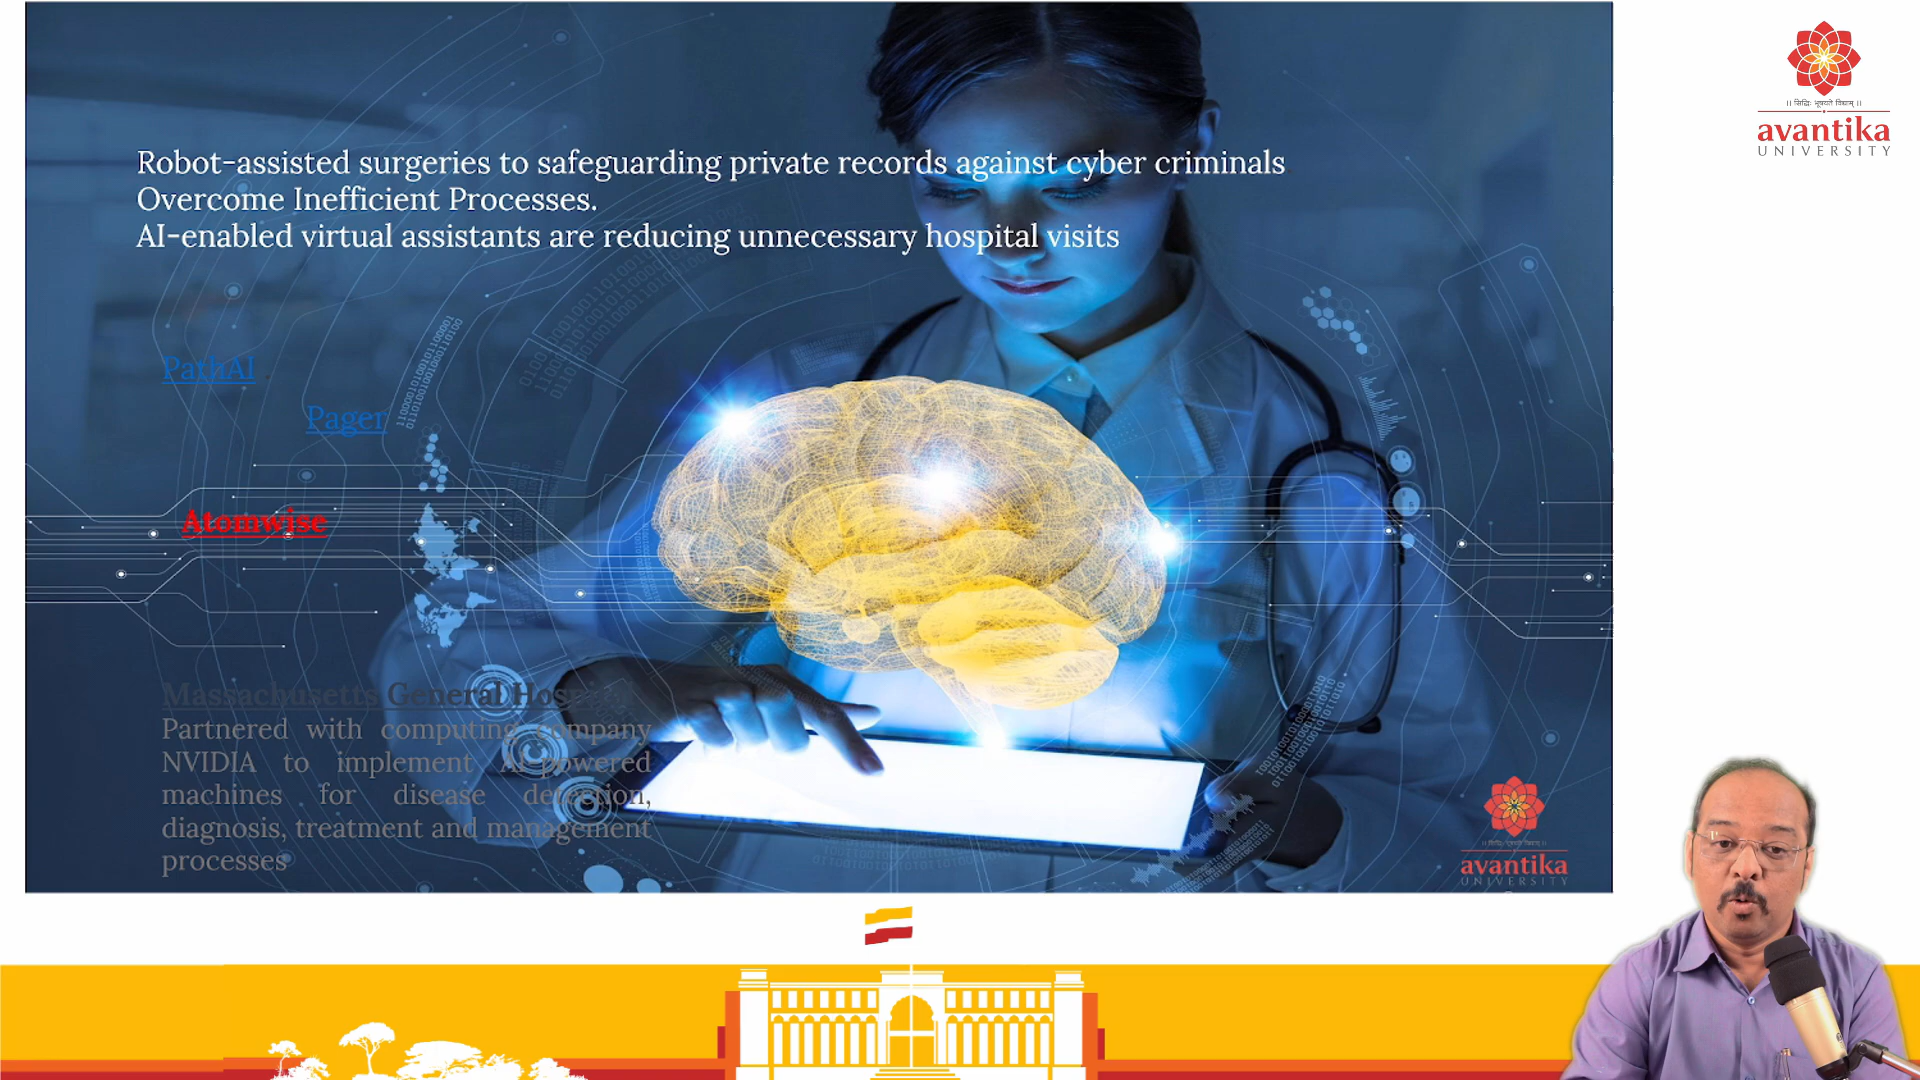 Robot-assisted surgeries to safeguarding private records against cyber criminals
Overcome Inefficient Processes.
AI-enabled virtual assistants are reducing unnecessary hospital visits
PathAI
Pager
Atomwise
Massachusetts General Hospital
Partnered with computing company
NVIDIA to implement AI-powered
machines for disease detection,
diagnosis, treatment and management
processes
|| सिद्धिः भूषयते विद्याम् ||
avantika
UNIVERSITY
avantika
UNIVERSITY